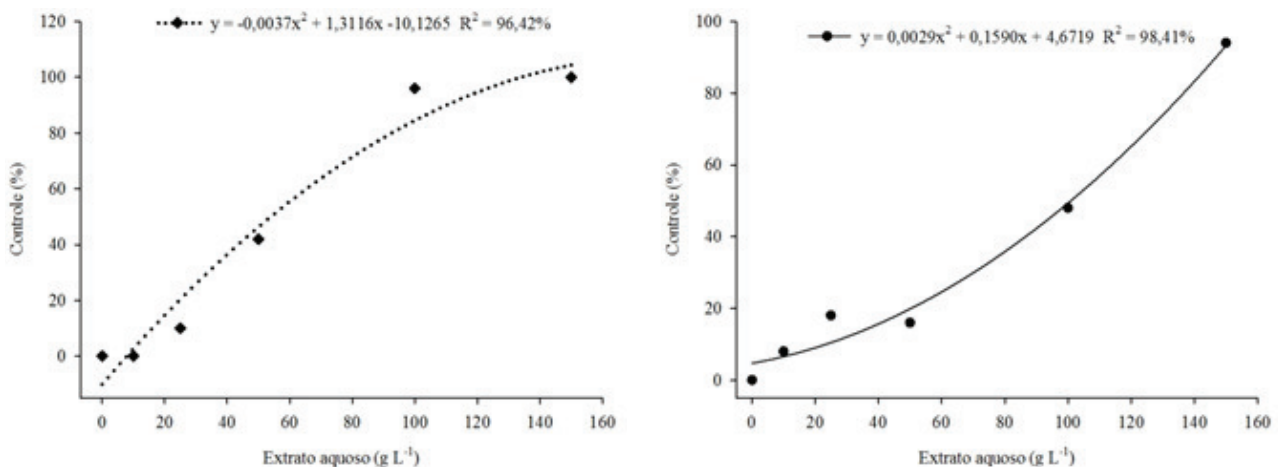 y = -0,0037x² + 1,3116x -10,1265 R² = 96,42%
120
100
80
60
40
20
0
Controle (%)
0 20 40 60 80 100 120 140 160
Extrato aquoso (g L⁻¹)
y = 0,0029x² + 0,1590x + 4,6719 R² = 98,41%
100
80
60
40
20
0
Controle (%)
0 20 40 60 80 100 120 140 160
Extrato aquoso (g L⁻¹)